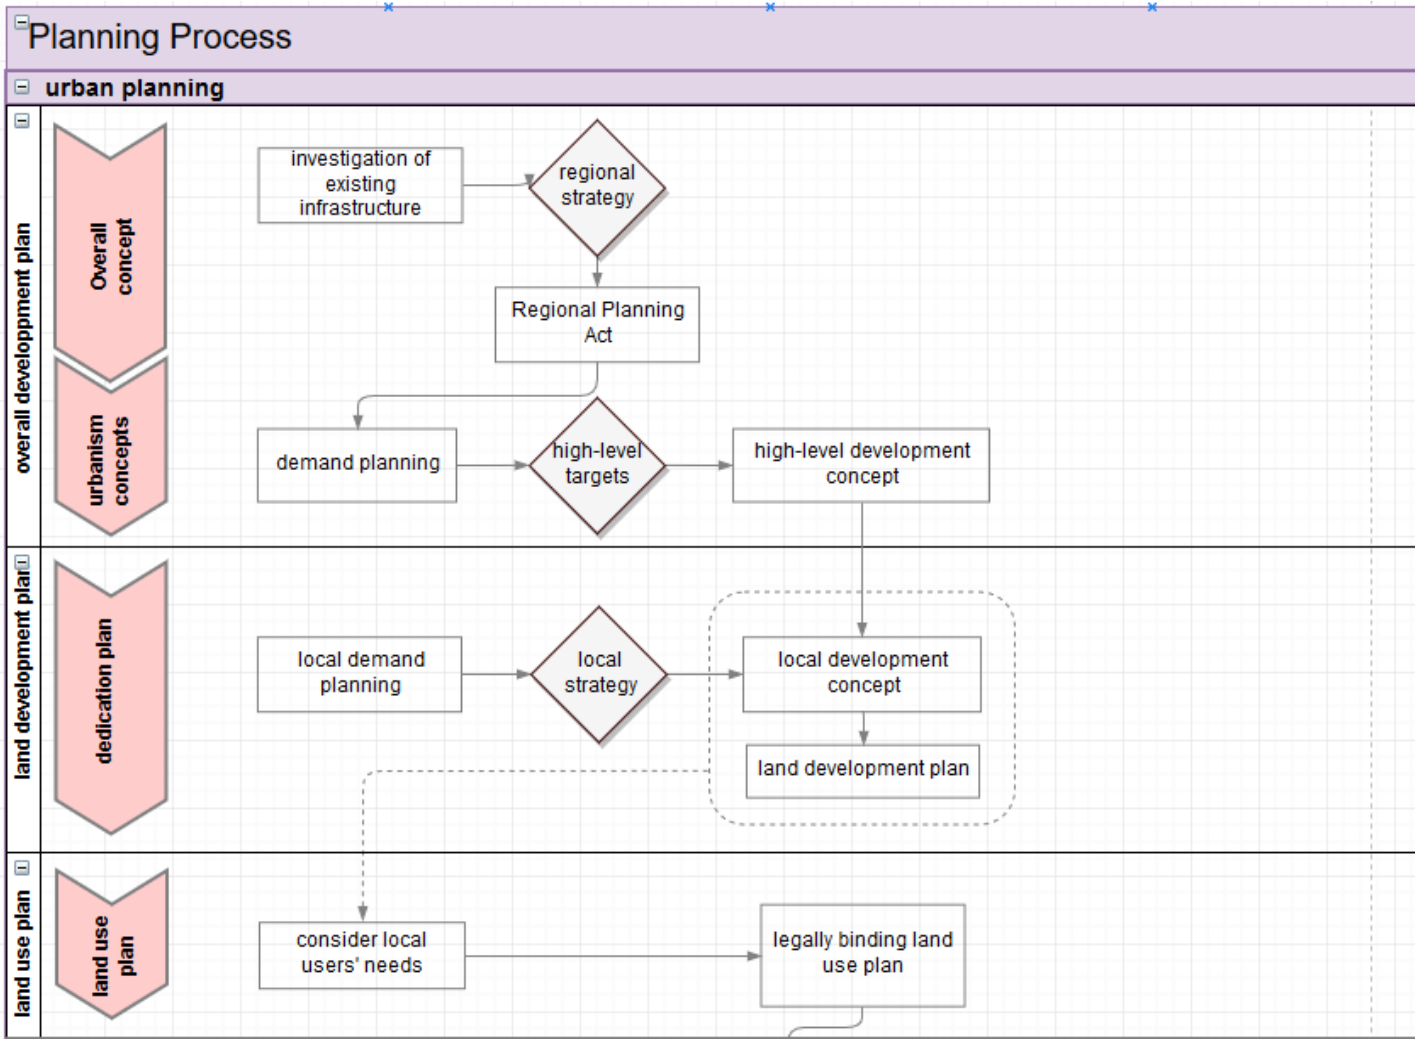 Planning Process
urban planning
overall developpment plan
Overall
concept
investigation of
existing
infrastructure
regional
strategy
Regional Planning
Act
urbanism
concepts
demand planning
high-level
targets
high-level development
concept
land development plan
dedication plan
local demand
planning
local
strategy
local development
concept
land development plan
land use plan
land use
plan
consider local
users' needs
legally binding land
use plan